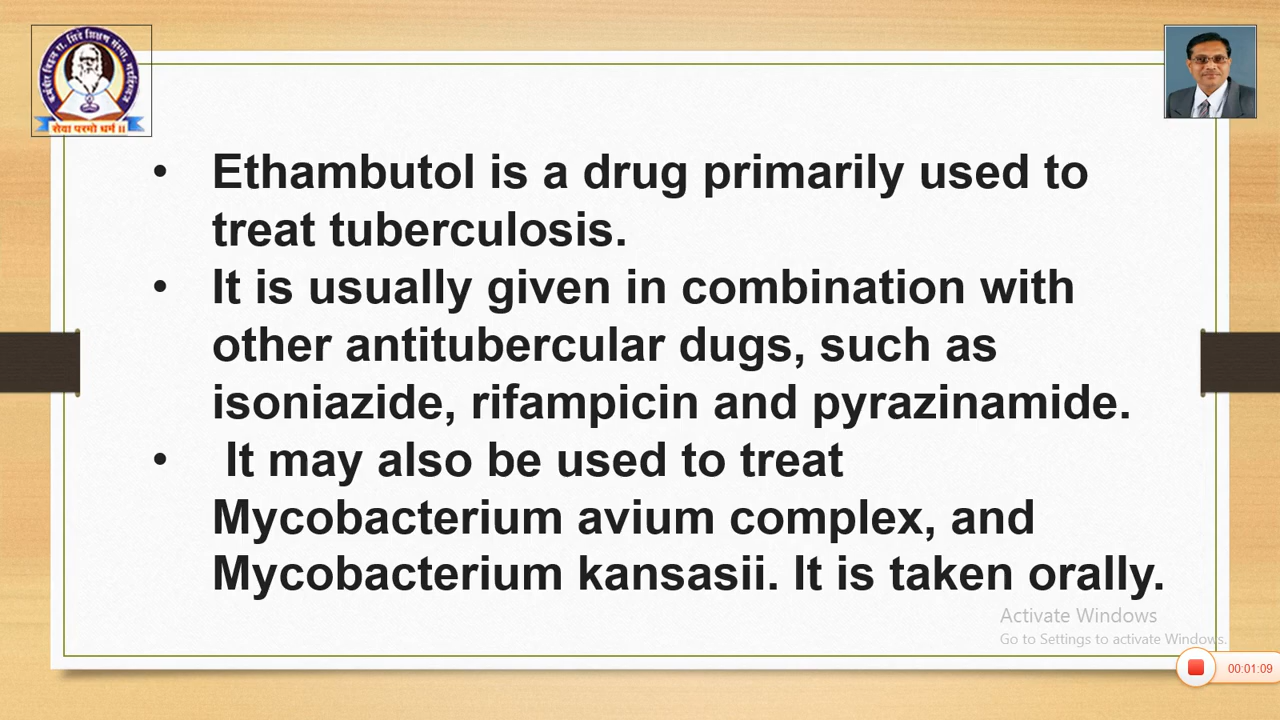 • Ethambutol is a drug primarily used to
treat tuberculosis.
• It is usually given in combination with
other antitubercular dugs, such as
isoniazide, rifampicin and pyrazinamide.
• It may also be used to treat
Mycobacterium avium complex, and
Mycobacterium kansasii. It is taken orally.
सेवा परमो धर्म ॥
Activate Windows
Go to Settings to activate Windows.
00:01:09